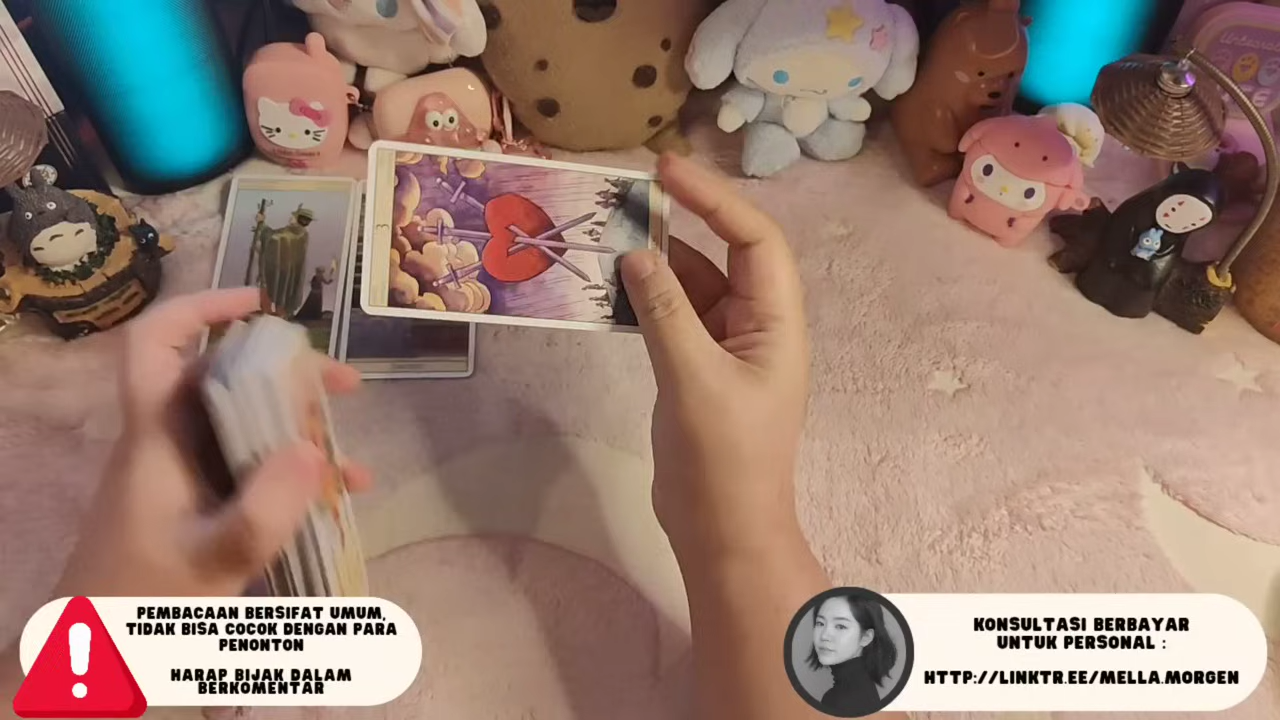 3
PEMBACAAN BERSIFAT UMUM,
TIDAK BISA COCOK DENGAN PARA
PENONTON
HARAP BIJAK DALAM
BERKOMENTAR
KONSULTASI BERBAYAR
UNTUK PERSONAL :
HTTP://LINKTR.EE/MELLA.MORGEN